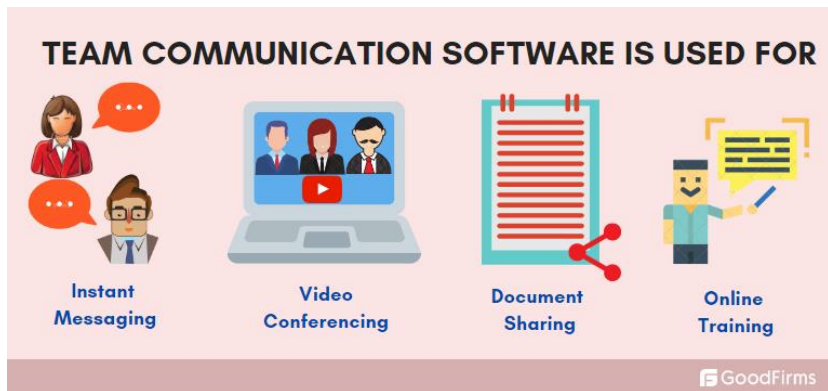 TEAM COMMUNICATION SOFTWARE IS USED FOR
Instant
Messaging
Video
Conferencing
Document
Sharing
Online
Training
GoodFirms